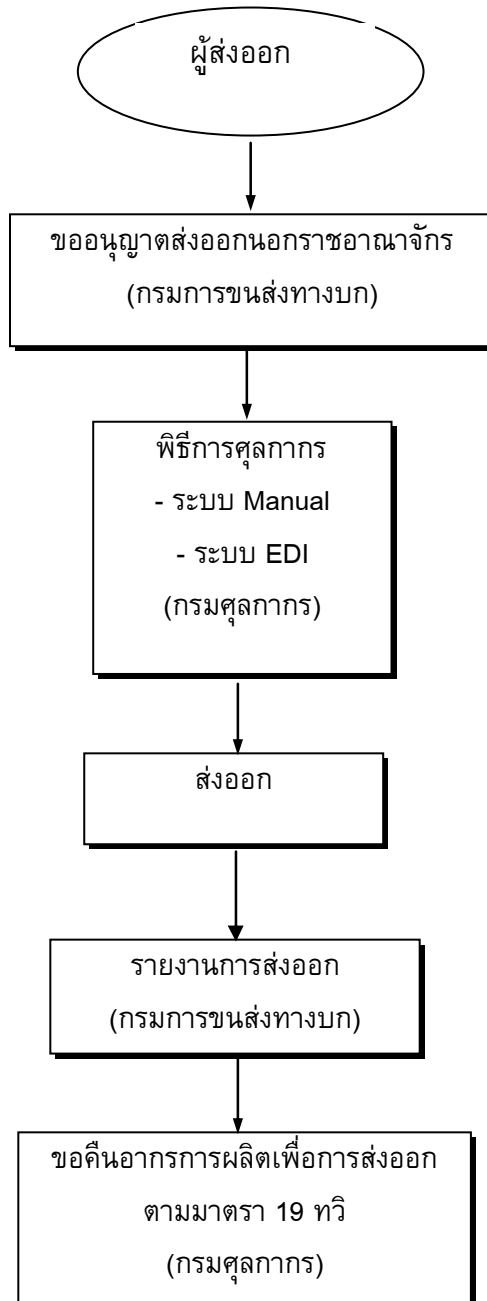 ผู้ส่งออก
ขออนุญาตส่งออกนอกราชอาณาจักร
(กรมการขนส่งทางบก)
พิธีการศุลกากร
- ระบบ Manual
- ระบบ EDI
(กรมศุลกากร)
ส่งออก
รายงานการส่งออก
(กรมการขนส่งทางบก)
ขอคืนอากรการผลิตเพื่อการส่งออก
ตามมาตรา 19 ทวิ
(กรมศุลกากร)